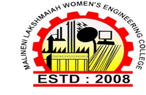 MALINENI LAKSHMAIAH WOMEN'S ENGINEERING COLLEGE
ESTD : 2008